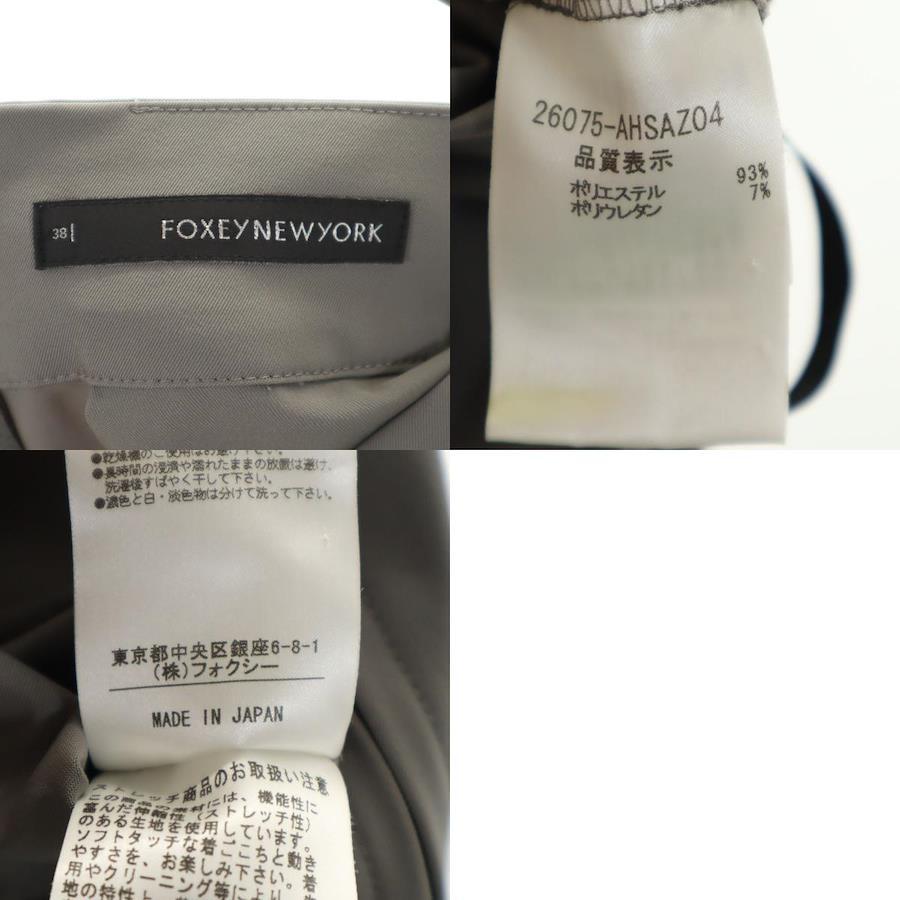 38
FOXEY NEW YORK
26075-AHSAZ04
品質表示
ポリエステル 93%
ポリウレタン 7%
●乾燥機のご使用はお避け下さい。
●長時間の浸漬や濡れたままの放置は避け、
洗濯後すばやく干して下さい。
●濃色と白・淡色物は分けて洗って下さい。
東京都中央区銀座6-8-1
(株)フォクシー
MADE IN JAPAN
ストレッチ商品のお取扱い注意
この商品の素材には、機能性に
富んだ伸縮性(ストレッチ性)
のある生地を使用しています。
ソフトタッチな着ごこちと動き
やすさを、お楽しみ下さい。着
用やクリーニング等により、生
地の特性上